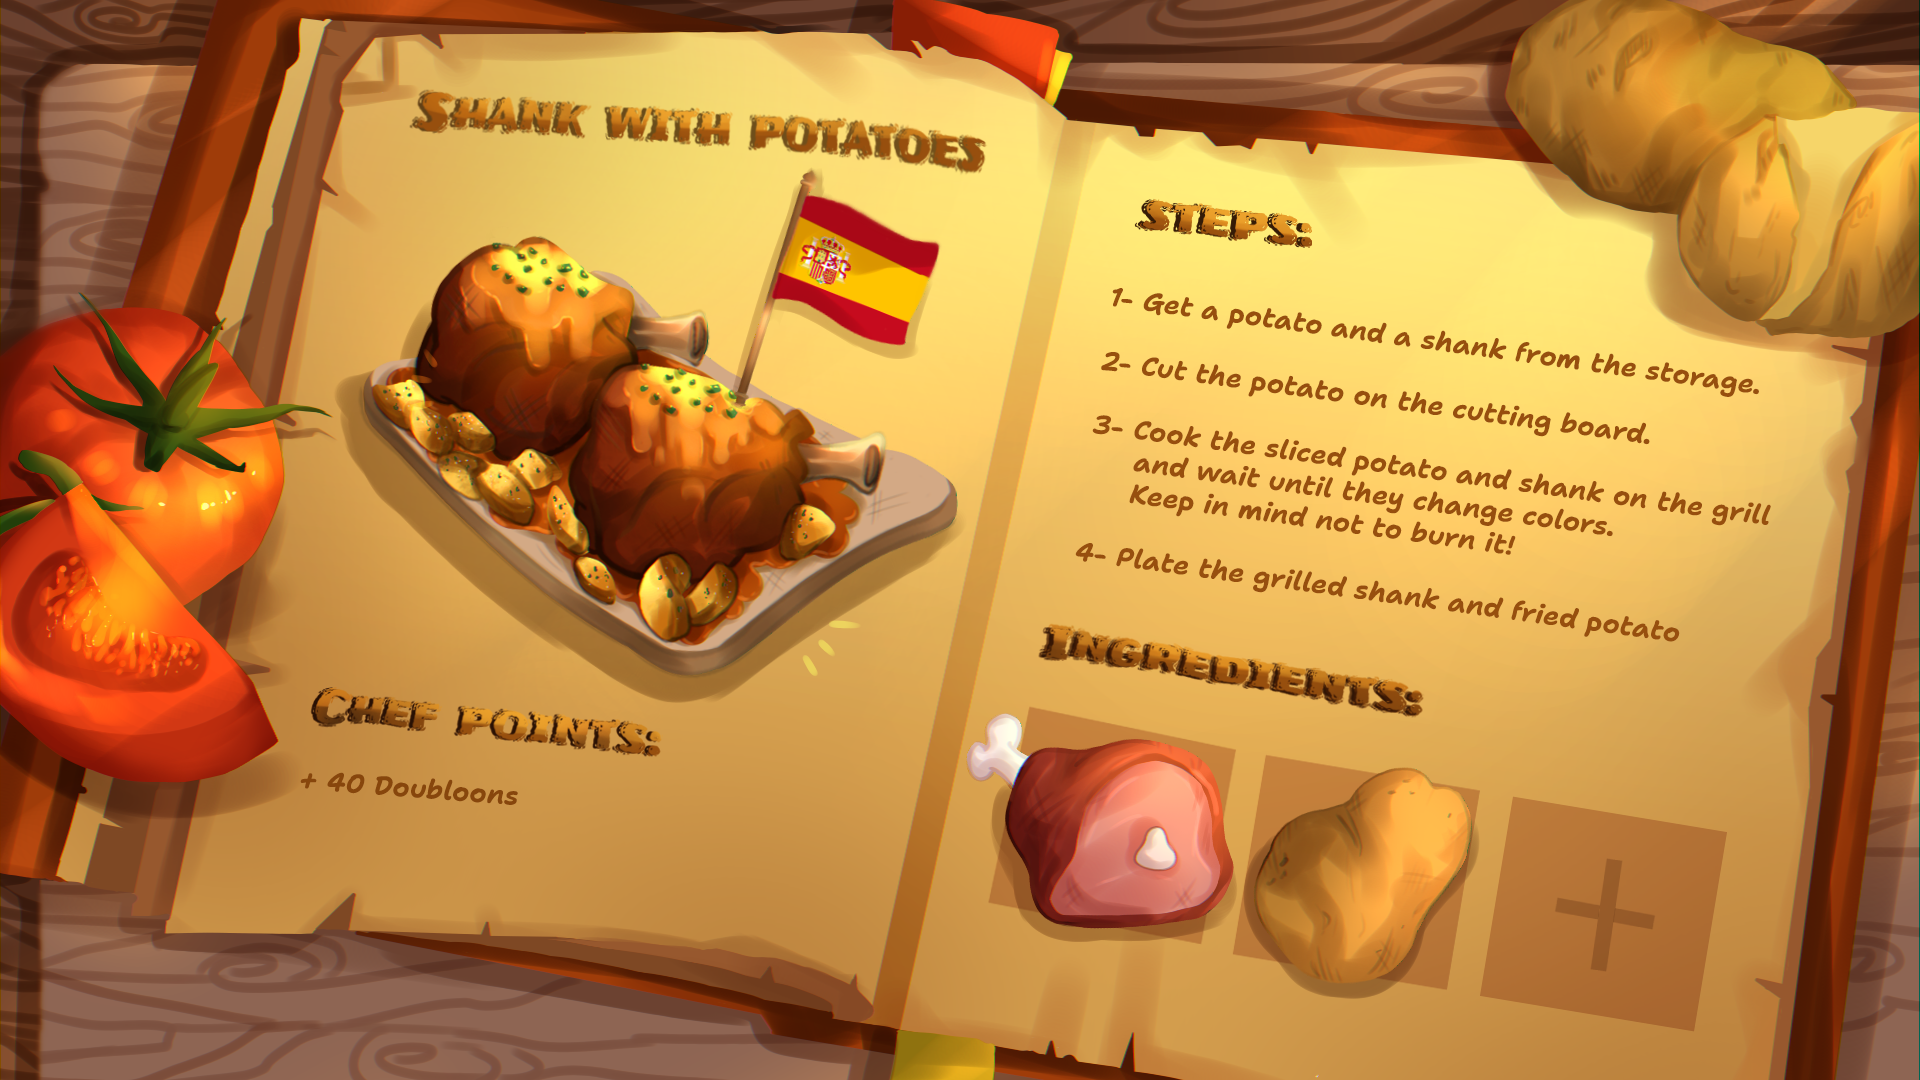 Shank with potatoes
Chef points:
+ 40 Doubloons
Steps:
1- Get a potato and a shank from the storage.
2- Cut the potato on the cutting board.
3- Cook the sliced potato and shank on the grill
and wait until they change colors.
Keep in mind not to burn it!
4- Plate the grilled shank and fried potato
Ingredients: